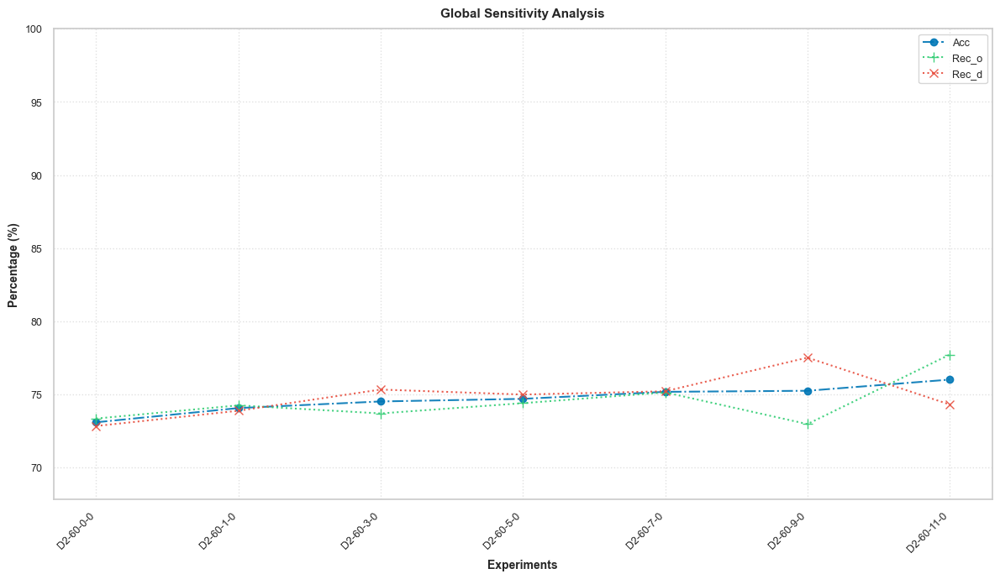 Global Sensitivity Analysis
100
95
90
85
80
75
70
Percentage (%)
Acc
Rec_o
Rec_d
D2-60-0-0
D2-60-1-0
D2-60-3-0
D2-60-5-0
D2-60-7-0
D2-60-9-0
D2-60-11-0
Experiments